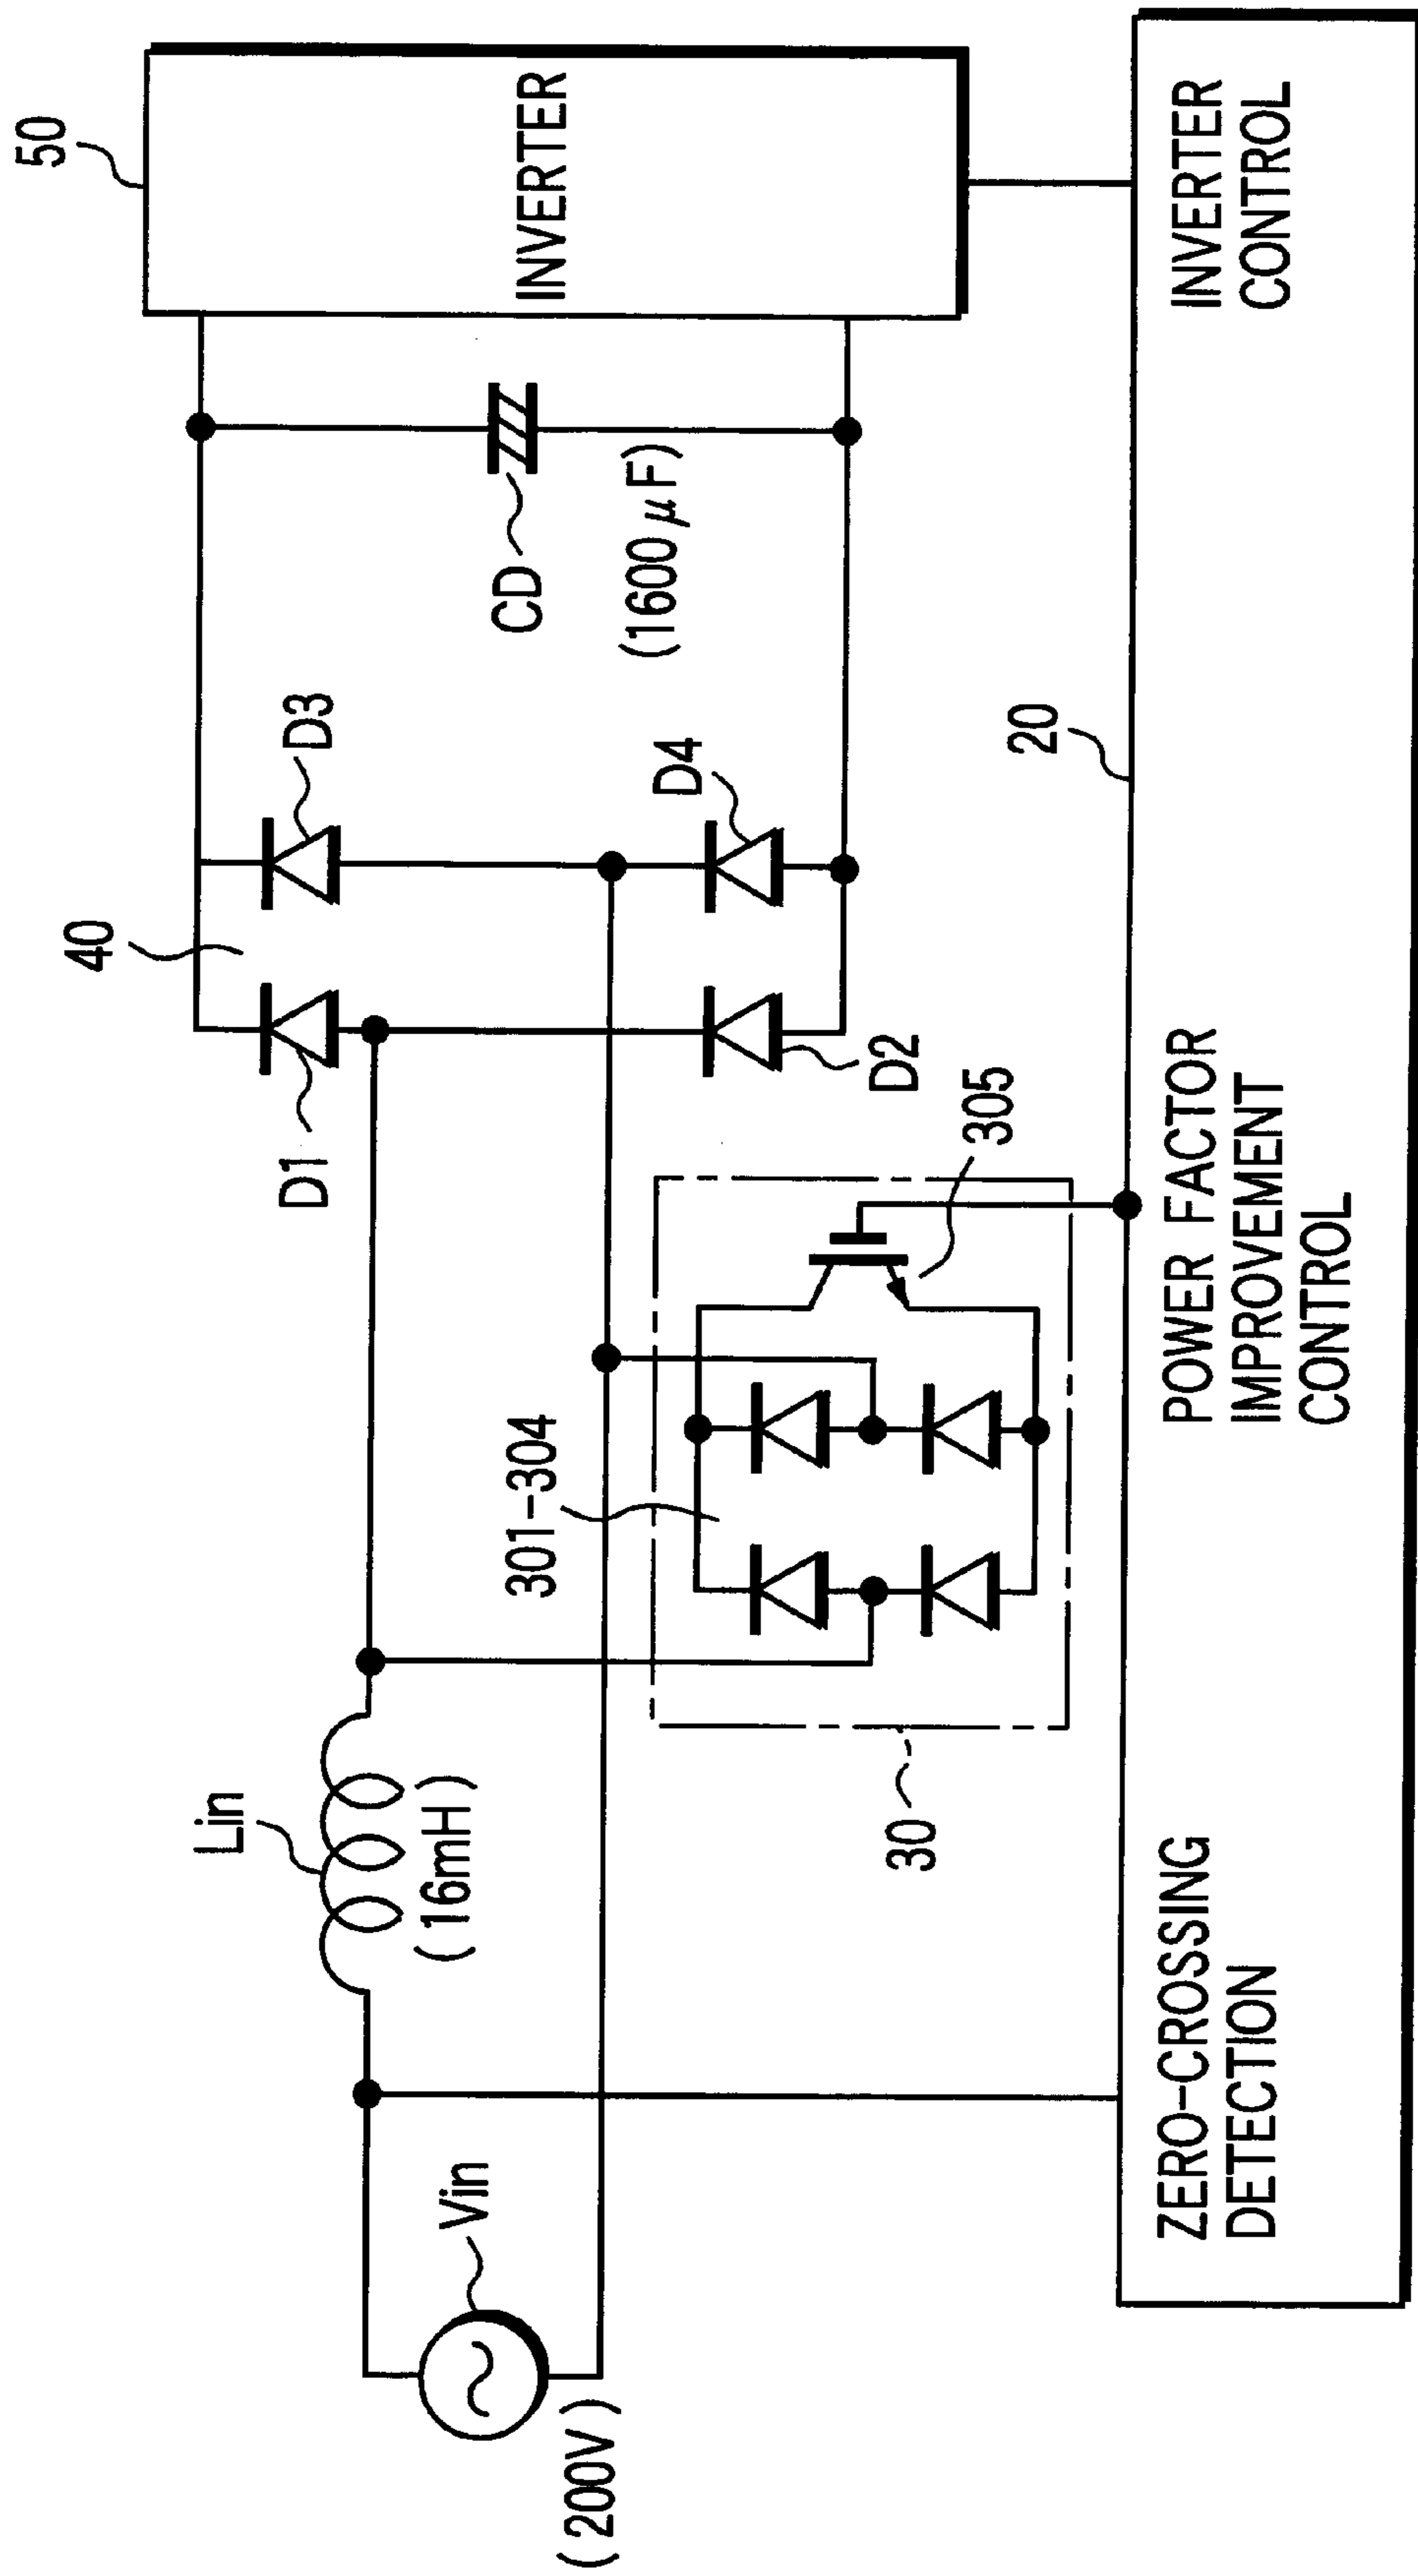 50
INVERTER
40
D3
D1
CD
(1600μF)
D4
D2
Lin
(16mH)
Vin
(200V)
301-304
305
30
20
ZERO-CROSSING
DETECTION
POWER FACTOR
IMPROVEMENT
CONTROL
INVERTER
CONTROL